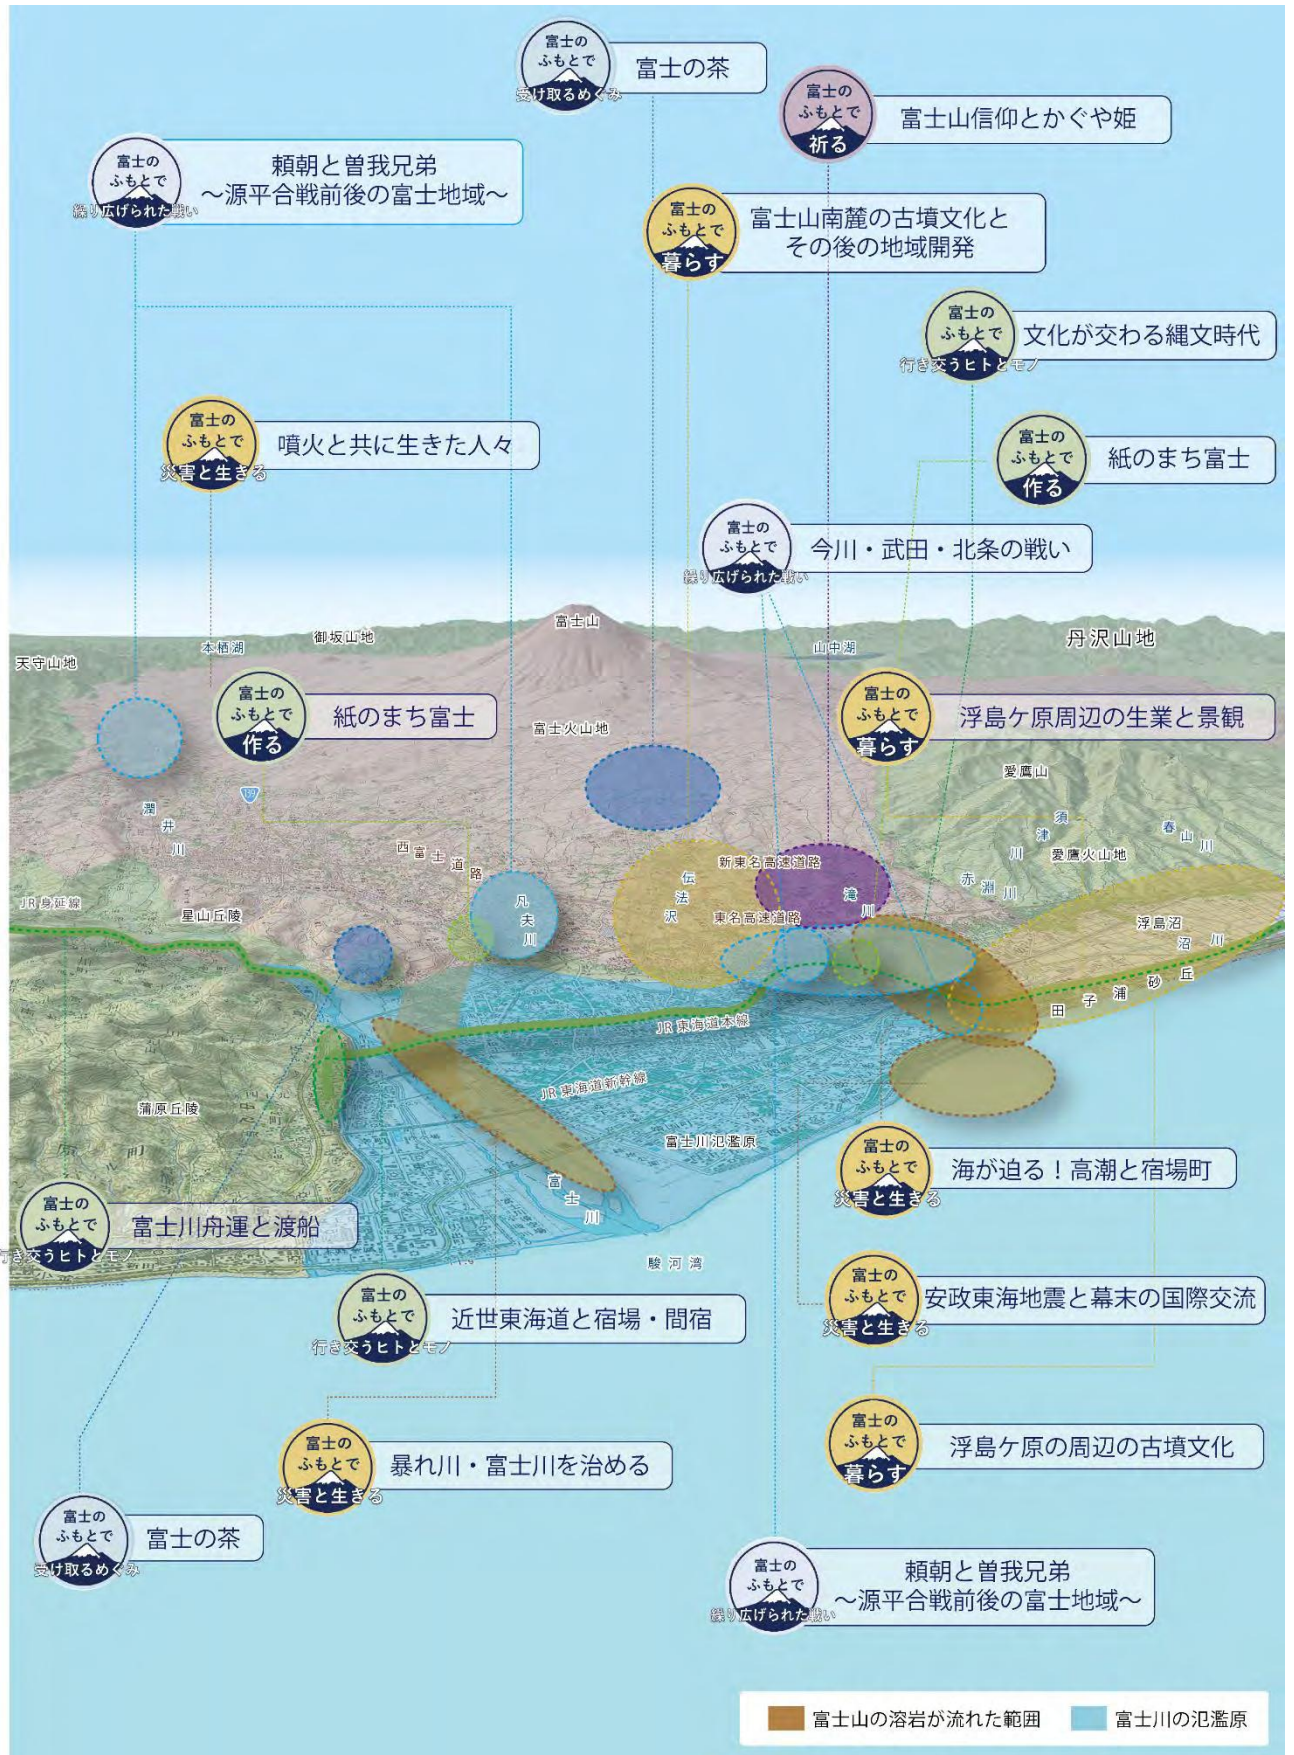 富士の
ふもとで
受け取るめぐみ
富士の茶
富士の
ふもとで
祈る
富士山信仰とかぐや姫
富士の
ふもとで
繰り広げられた戦い
頼朝と曽我兄弟
～源平合戦前後の富士地域～
富士の
ふもとで
暮らす
富士山南麓の古墳文化と
その後の地域開発
富士の
ふもとで
行き交うヒトとモノ
文化が交わる縄文時代
富士の
ふもとで
災害と生きる
噴火と共に生きた人々
富士の
ふもとで
作る
紙のまち富士
富士の
ふもとで
繰り広げられた戦い
今川・武田・北条の戦い
富士山
御坂山地
本栖湖
天守山地
山中湖
丹沢山地
富士の
ふもとで
作る
紙のまち富士
富士火山地
富士の
ふもとで
暮らす
浮島ケ原周辺の生業と景観
愛鷹山
139
潤井川
須津川
春山川
西富士道路
新東名高速道路
愛鷹火山地
伝法沢
赤淵川
滝川
凡夫川
JR身延線
星山丘陵
東名高速道路
浮島沼
沼川
田子浦砂丘
JR東海道本線
JR東海道新幹線
蒲原丘陵
富士川氾濫原
富士川
駿河湾
富士の
ふもとで
災害と生きる
海が迫る！高潮と宿場町
富士の
ふもとで
行き交うヒトとモノ
富士川舟運と渡船
富士の
ふもとで
災害と生きる
安政東海地震と幕末の国際交流
富士の
ふもとで
行き交うヒトとモノ
近世東海道と宿場・間宿
富士の
ふもとで
暮らす
浮島ケ原の周辺の古墳文化
富士の
ふもとで
災害と生きる
暴れ川・富士川を治める
富士の
ふもとで
受け取るめぐみ
富士の茶
富士の
ふもとで
繰り広げられた戦い
頼朝と曽我兄弟
～源平合戦前後の富士地域～
富士山の溶岩が流れた範囲
富士川の氾濫原